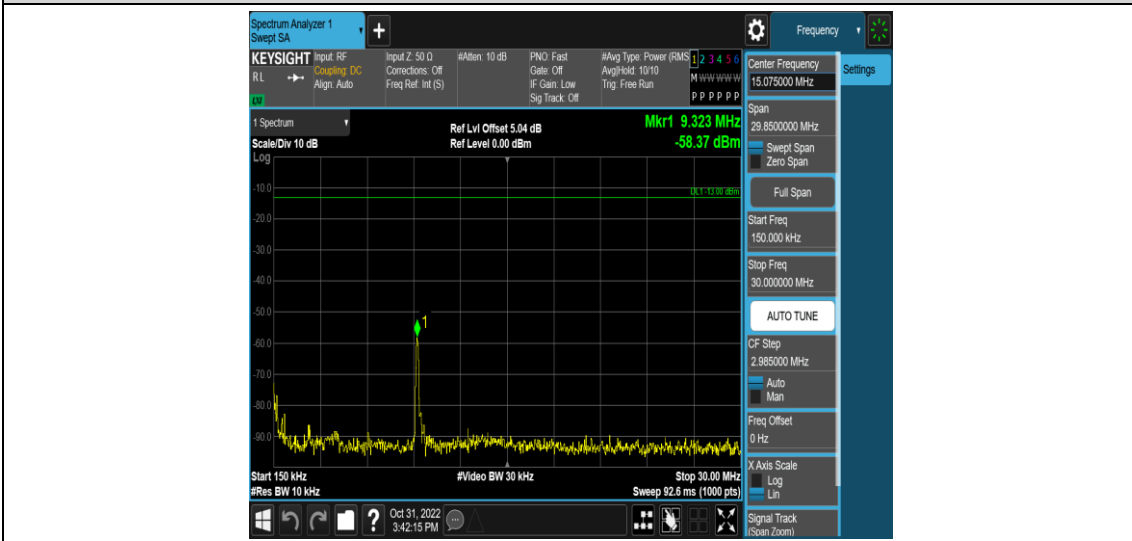 Spectrum Analyzer 1
Swept SA
+
Frequency
KEYSIGHT
RL
LXI
Input: RF
Coupling: DC
Align: Auto
Input Z: 50 Ω
Corrections: Off
Freq Ref: Int (S)
#Atten: 10 dB
PNO: Fast
Gate: Off
IF Gain: Low
Sig Track: Off
#Avg Type: Power (RMS
Avg|Hold: 10/10
Trig: Free Run
1 2 3 4 5 6
M W W W W W
P P P P P P
1 Spectrum
Scale/Div 10 dB
Log
Ref Lvl Offset 5.04 dB
Ref Level 0.00 dBm
Mkr1 9.323 MHz
-58.37 dBm
DL1 -13.00 dBm
-10.0
-20.0
-30.0
-40.0
-50.0
-60.0
-70.0
-80.0
-90.0
1
Start 150 kHz
#Res BW 10 kHz
#Video BW 30 kHz
Stop 30.00 MHz
Sweep 92.6 ms (1000 pts)
?
Oct 31, 2022
3:42:15 PM
Center Frequency
15.075000 MHz
Settings
Span
29.8500000 MHz
Swept Span
Zero Span
Full Span
Start Freq
150.000 kHz
Stop Freq
30.000000 MHz
AUTO TUNE
CF Step
2.985000 MHz
Auto
Man
Freq Offset
0 Hz
X Axis Scale
Log
Lin
Signal Track
(Span Zoom)